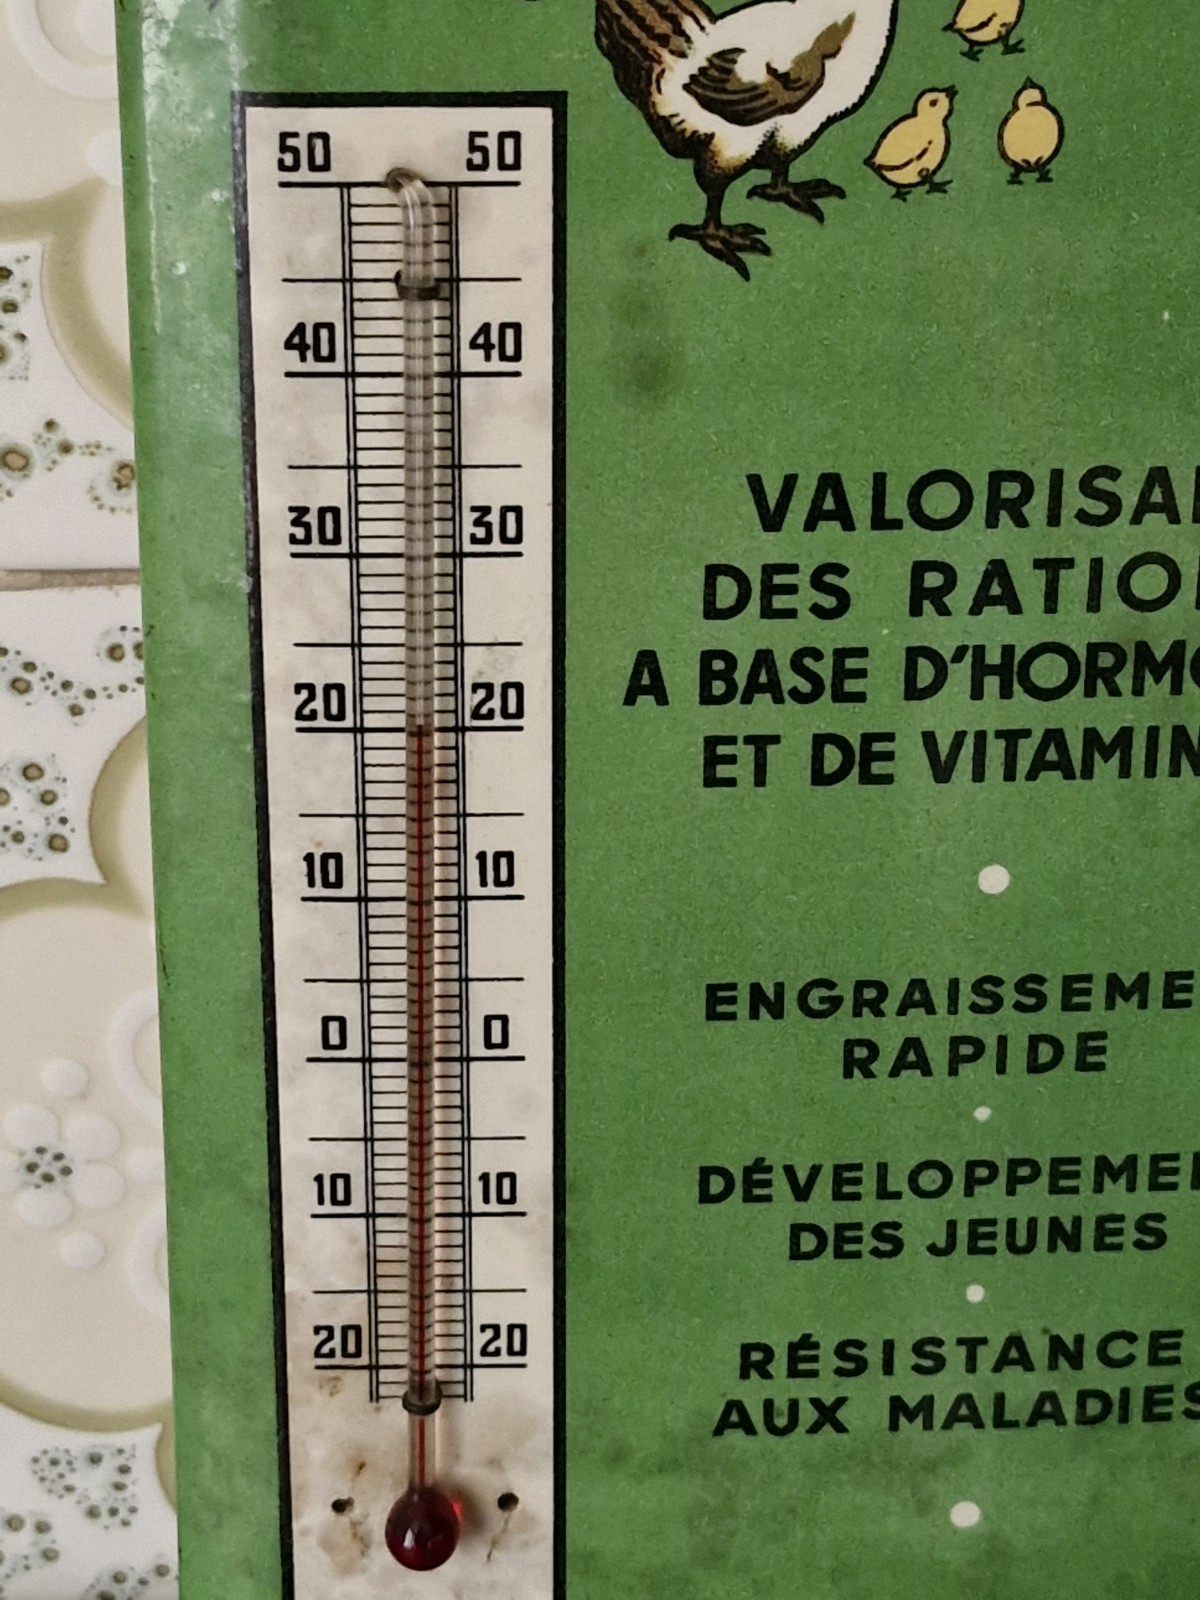 50 50
40 40
30 30
20 20
10 10
0 0
10 10
20 20
VALORISA
DES RATIO
A BASE D'HORMO
ET DE VITAMIN
ENGRAISSEME
RAPIDE
DÉVELOPPEME
DES JEUNES
RÉSISTANCE
AUX MALADIES